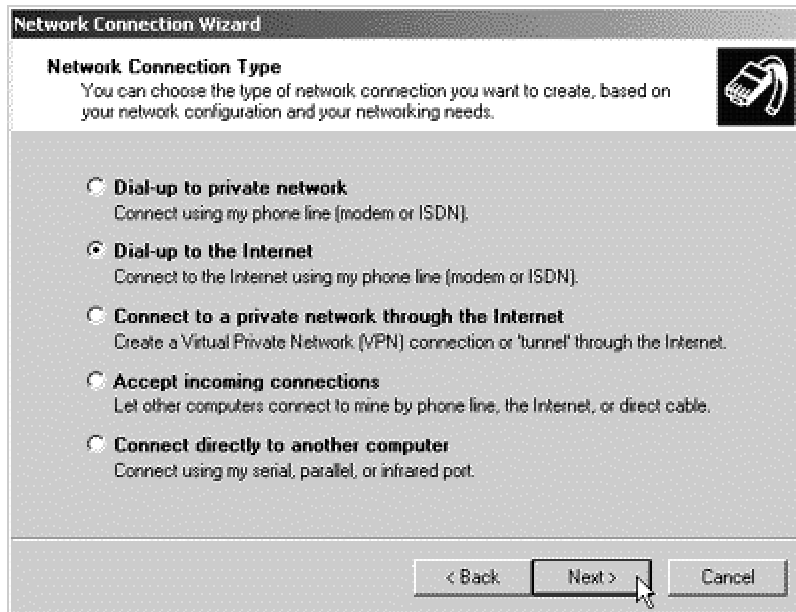 Network Connection Wizard
Network Connection Type
You can choose the type of network connection you want to create, based on
your network configuration and your networking needs.
Dial-up to private network
Connect using my phone line (modem or ISDN).
Dial-up to the Internet
Connect to the Internet using my phone line (modem or ISDN).
Connect to a private network through the Internet
Create a Virtual Private Network (VPN) connection or 'tunnel' through the Internet.
Accept incoming connections
Let other computers connect to mine by phone line, the Internet, or direct cable.
Connect directly to another computer
Connect using my serial, parallel, or infrared port.
< Back Next > Cancel